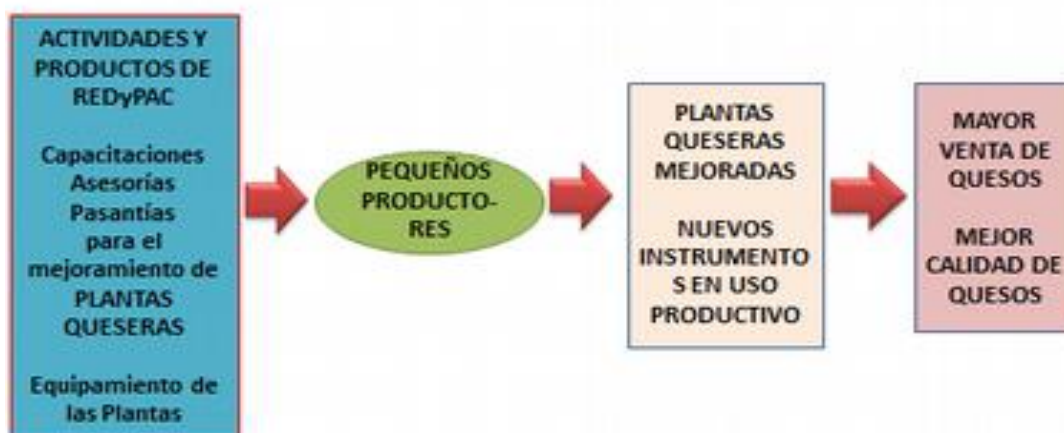 ACTIVIDADES Y
PRODUCTOS DE
REDyPAC
Capacitaciones
Asesorías
Pasantías
para el
mejoramiento de
PLANTAS
QUESERAS
Equipamiento de
las Plantas
PEQUEÑOS
PRODUCTO-
RES
PLANTAS
QUESERAS
MEJORADAS
NUEVOS
INSTRUMENTO
S EN USO
PRODUCTIVO
MAYOR
VENTA DE
QUESOS
MEJOR
CALIDAD DE
QUESOS